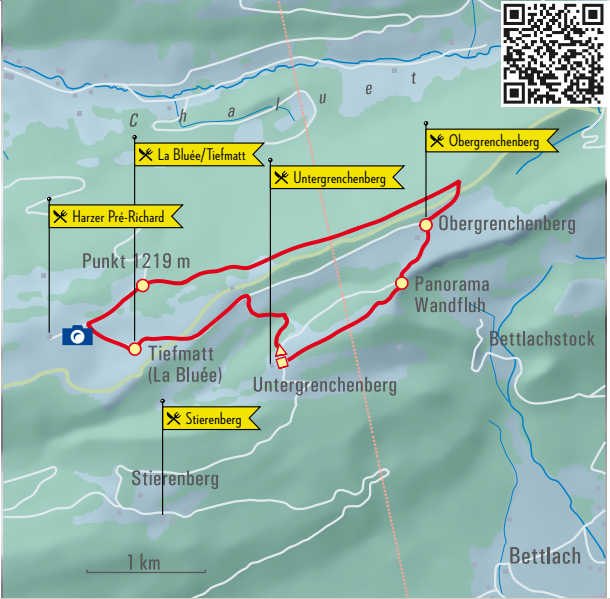 Chaluet
Obergrenchenberg
La Bluée/Tiefmatt
Untergrenchenberg
Harzer Pré-Richard
Obergrenchenberg
Punkt 1219 m
Panorama
Wandfluh
Bettlachstock
Tiefmatt
(La Bluée)
Untergrenchenberg
Stierenberg
Stierenberg
Bettlach
1 km